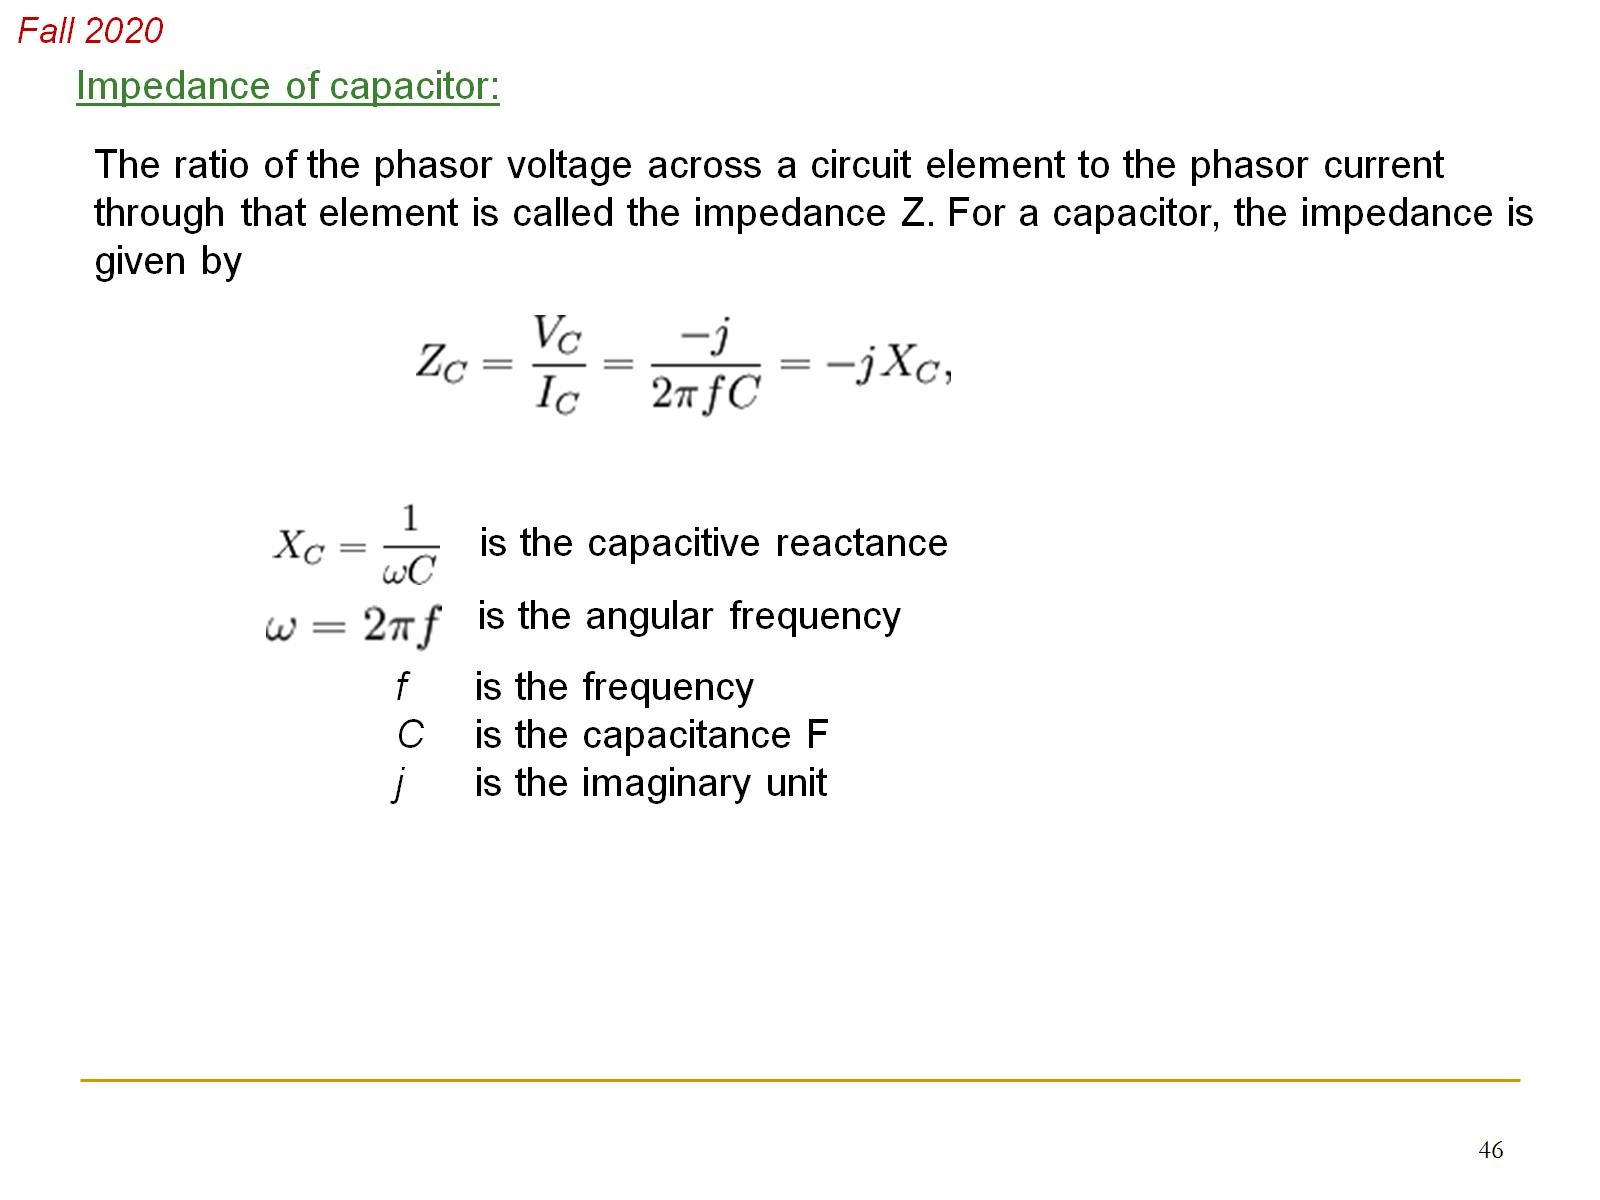 Fall 2020
Impedance of capacitor:
The ratio of the phasor voltage across a circuit element to the phasor current
through that element is called the impedance Z. For a capacitor, the impedance is
given by
Z_C = V_C / I_C = −j / 2πfC = −jX_C,
X_C = 1 / ωC is the capacitive reactance
ω = 2πf is the angular frequency
f is the frequency
C is the capacitance F
j is the imaginary unit
46